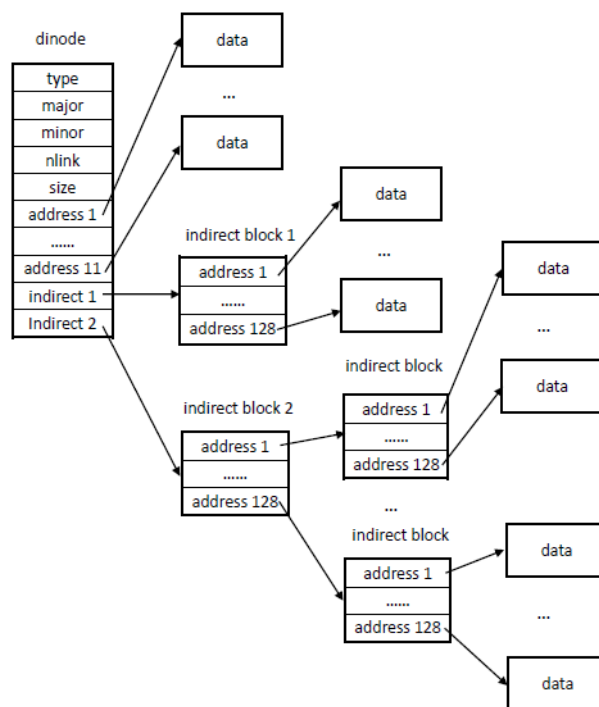 dinode
type
major
minor
nlink
size
address 1
......
address 11
indirect 1
Indirect 2
data
...
data
indirect block 1
address 1
......
address 128
data
...
data
indirect block 2
address 1
......
address 128
indirect block
address 1
......
address 128
...
indirect block
address 1
......
address 128
data
...
data
data
...
data